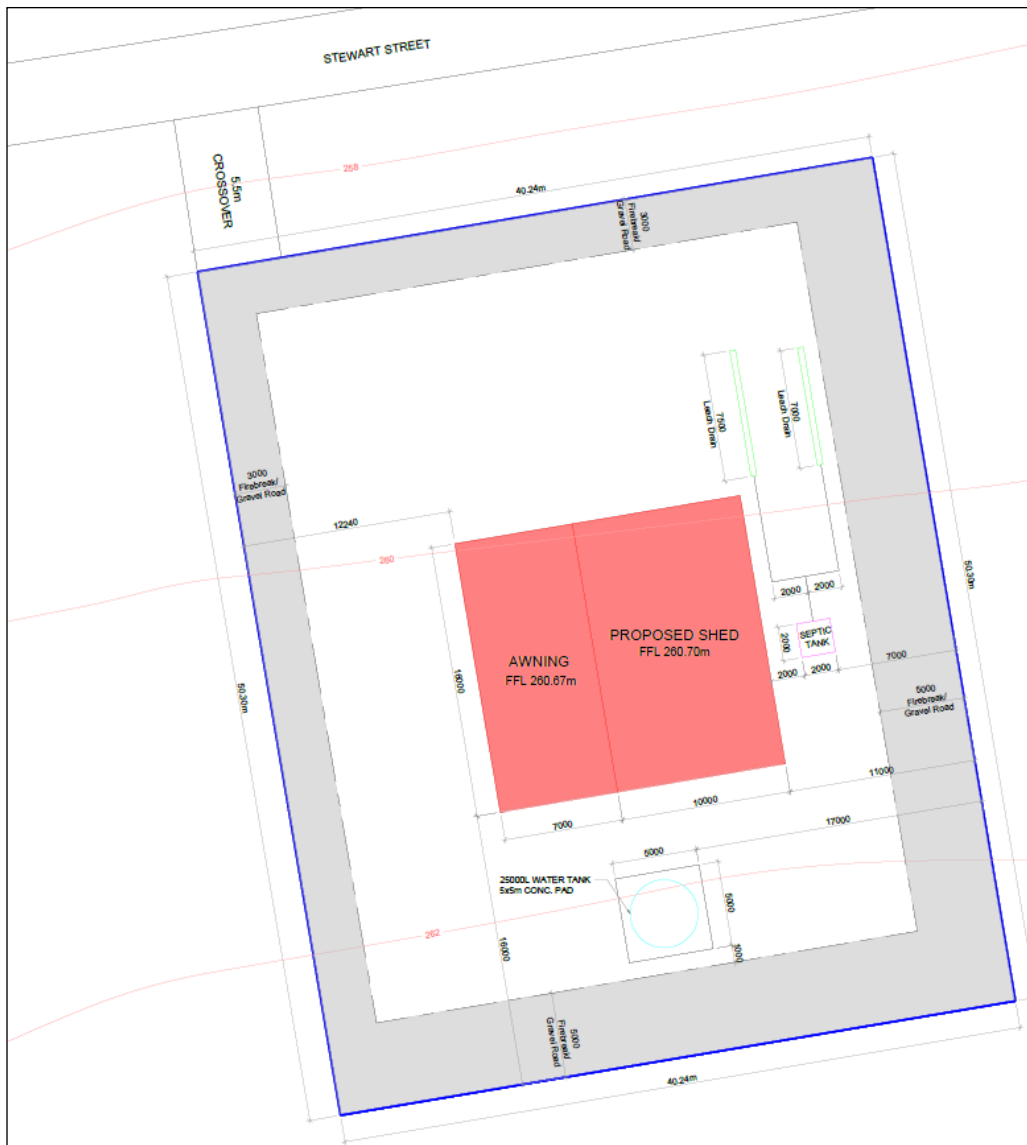 STEWART STREET
5.5m
CROSSOVER
258
40.24m
3000
Firebreak/
Gravel Road
7500
Leach Drain
7000
Leach Drain
3000
Firebreak/
Gravel Road
12240
260
50.30m
2000
2000
PROPOSED SHED
FFL 260.70m
SEPTIC
TANK
2000
AWNING
FFL 260.67m
16000
2000
2000
7000
50.30m
5000
Firebreak/
Gravel Road
11000
10000
7000
17000
5000
25000L WATER TANK
5x5m CONC. PAD
5000
262
16000
5000
Firebreak/
Gravel Road
40.24m